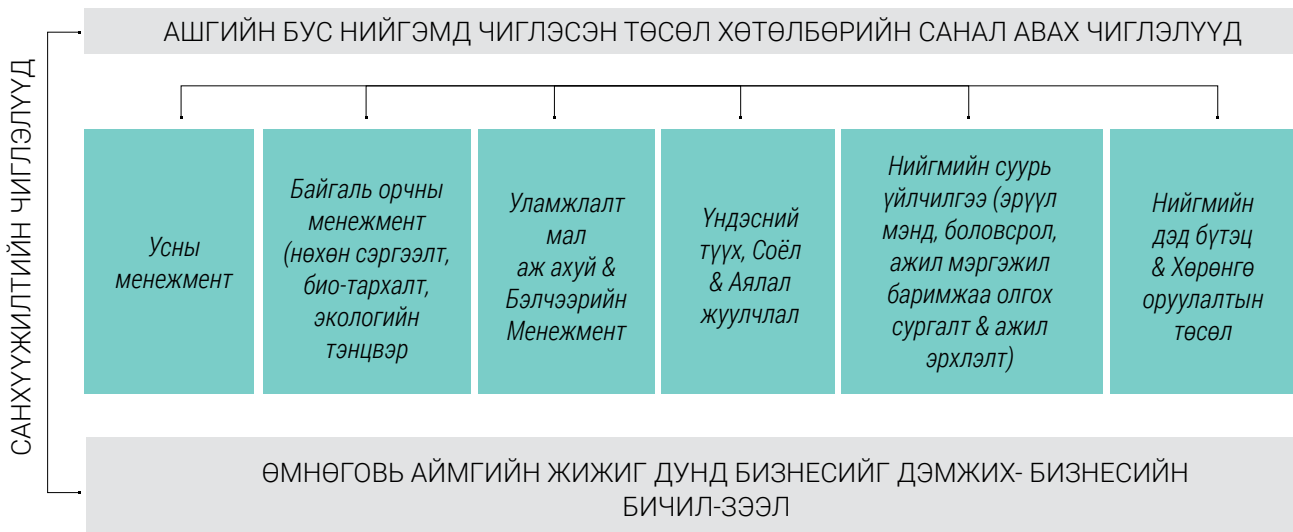 САНХҮҮЖИЛТИЙН ЧИГЛЭЛҮҮД
АШГИЙН БУС НИЙГЭМД ЧИГЛЭСЭН ТӨСӨЛ ХӨТӨЛБӨРИЙН САНАЛ АВАХ ЧИГЛЭЛҮҮД
Усны
менежмент
Байгаль орчны
менежмент
(нөхөн сэргээлт,
био-тархалт,
экологийн
тэнцвэр
Уламжлалт
мал
аж ахуй &
Бэлчээрийн
Менежмент
Үндэсний
түүх, Соёл
& Аялал
жуулчлал
Нийгмийн суурь
үйлчилгээ (эрүүл
мэнд, боловсрол,
ажил мэргэжил
баримжаа олгох
сургалт & ажил
эрхлэлт)
Нийгмийн
дэд бүтэц
& Хөрөнгө
оруулалтын
төсөл
ӨМНӨГОВЬ АЙМГИЙН ЖИЖИГ ДУНД БИЗНЕСИЙГ ДЭМЖИХ- БИЗНЕСИЙН
БИЧИЛ-ЗЭЭЛ